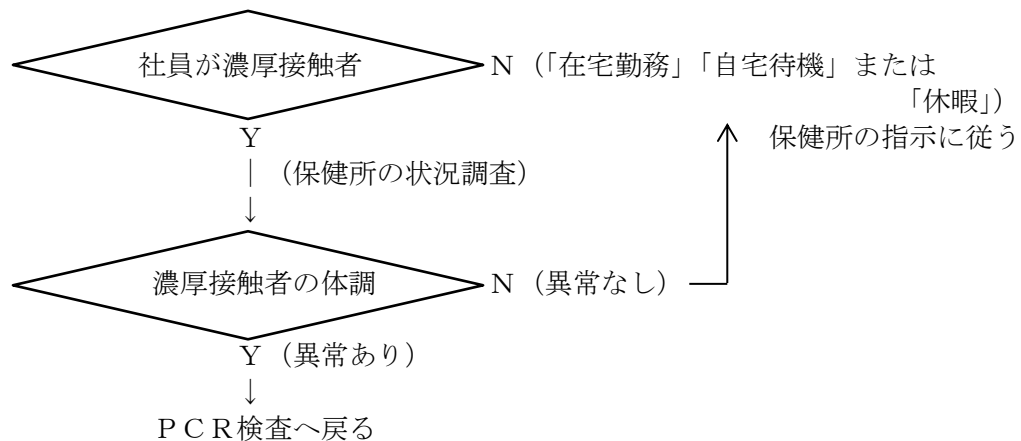 社員が濃厚接触者
N（「在宅勤務」「自宅待機」または
「休暇」）
保健所の指示に従う
Y
｜（保健所の状況調査）
↓
濃厚接触者の体調
N（異常なし）
Y（異常あり）
↓
ＰＣＲ検査へ戻る